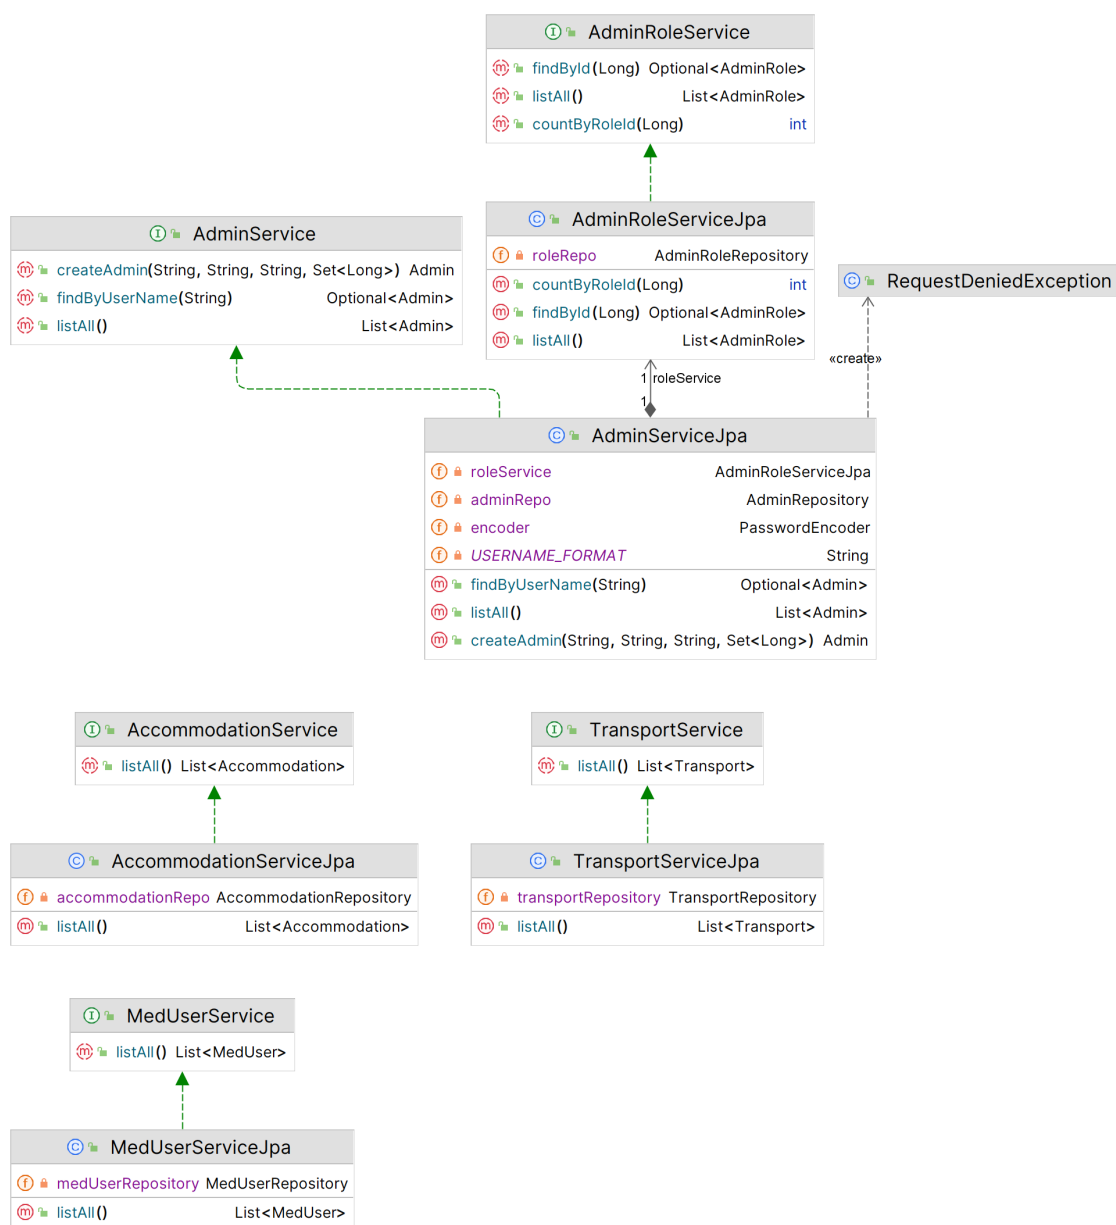 AdminRoleService
findById(Long) Optional<AdminRole>
listAll() List<AdminRole>
countByRoleId(Long) int
AdminService
createAdmin(String, String, String, Set<Long>) Admin
findByUserName(String) Optional<Admin>
listAll() List<Admin>
AdminRoleServiceJpa
roleRepo AdminRoleRepository
countByRoleId(Long) int
findById(Long) Optional<AdminRole>
listAll() List<AdminRole>
RequestDeniedException
«create»
1 roleService
1
AdminServiceJpa
roleService AdminRoleServiceJpa
adminRepo AdminRepository
encoder PasswordEncoder
USERNAME_FORMAT String
findByUserName(String) Optional<Admin>
listAll() List<Admin>
createAdmin(String, String, String, Set<Long>) Admin
AccommodationService
listAll() List<Accommodation>
TransportService
listAll() List<Transport>
AccommodationServiceJpa
accommodationRepo AccommodationRepository
listAll() List<Accommodation>
TransportServiceJpa
transportRepository TransportRepository
listAll() List<Transport>
MedUserService
listAll() List<MedUser>
MedUserServiceJpa
medUserRepository MedUserRepository
listAll() List<MedUser>